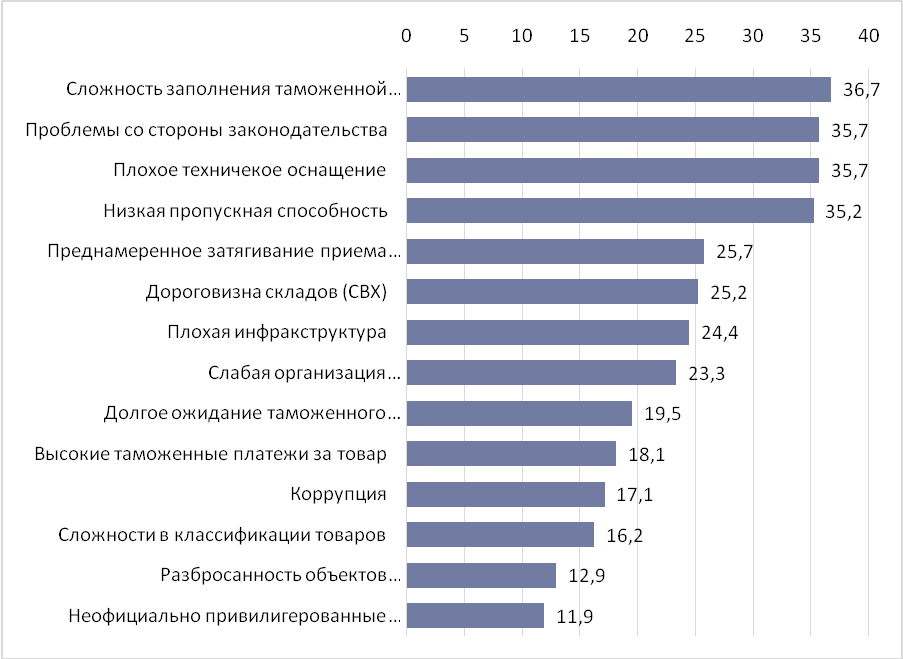 0 5 10 15 20 25 30 35 40
Сложность заполнения таможенной... 36,7
Проблемы со стороны законодательства 35,7
Плохое техничекое оснащение 35,7
Низкая пропускная способность 35,2
Преднамеренное затягивание приема... 25,7
Дороговизна складов (СВХ) 25,2
Плохая инфракструктура 24,4
Слабая организация... 23,3
Долгое ожидание таможенного... 19,5
Высокие таможенные платежи за товар 18,1
Коррупция 17,1
Сложности в классификации товаров 16,2
Разбросанность объектов... 12,9
Неофициально привилигерованные... 11,9